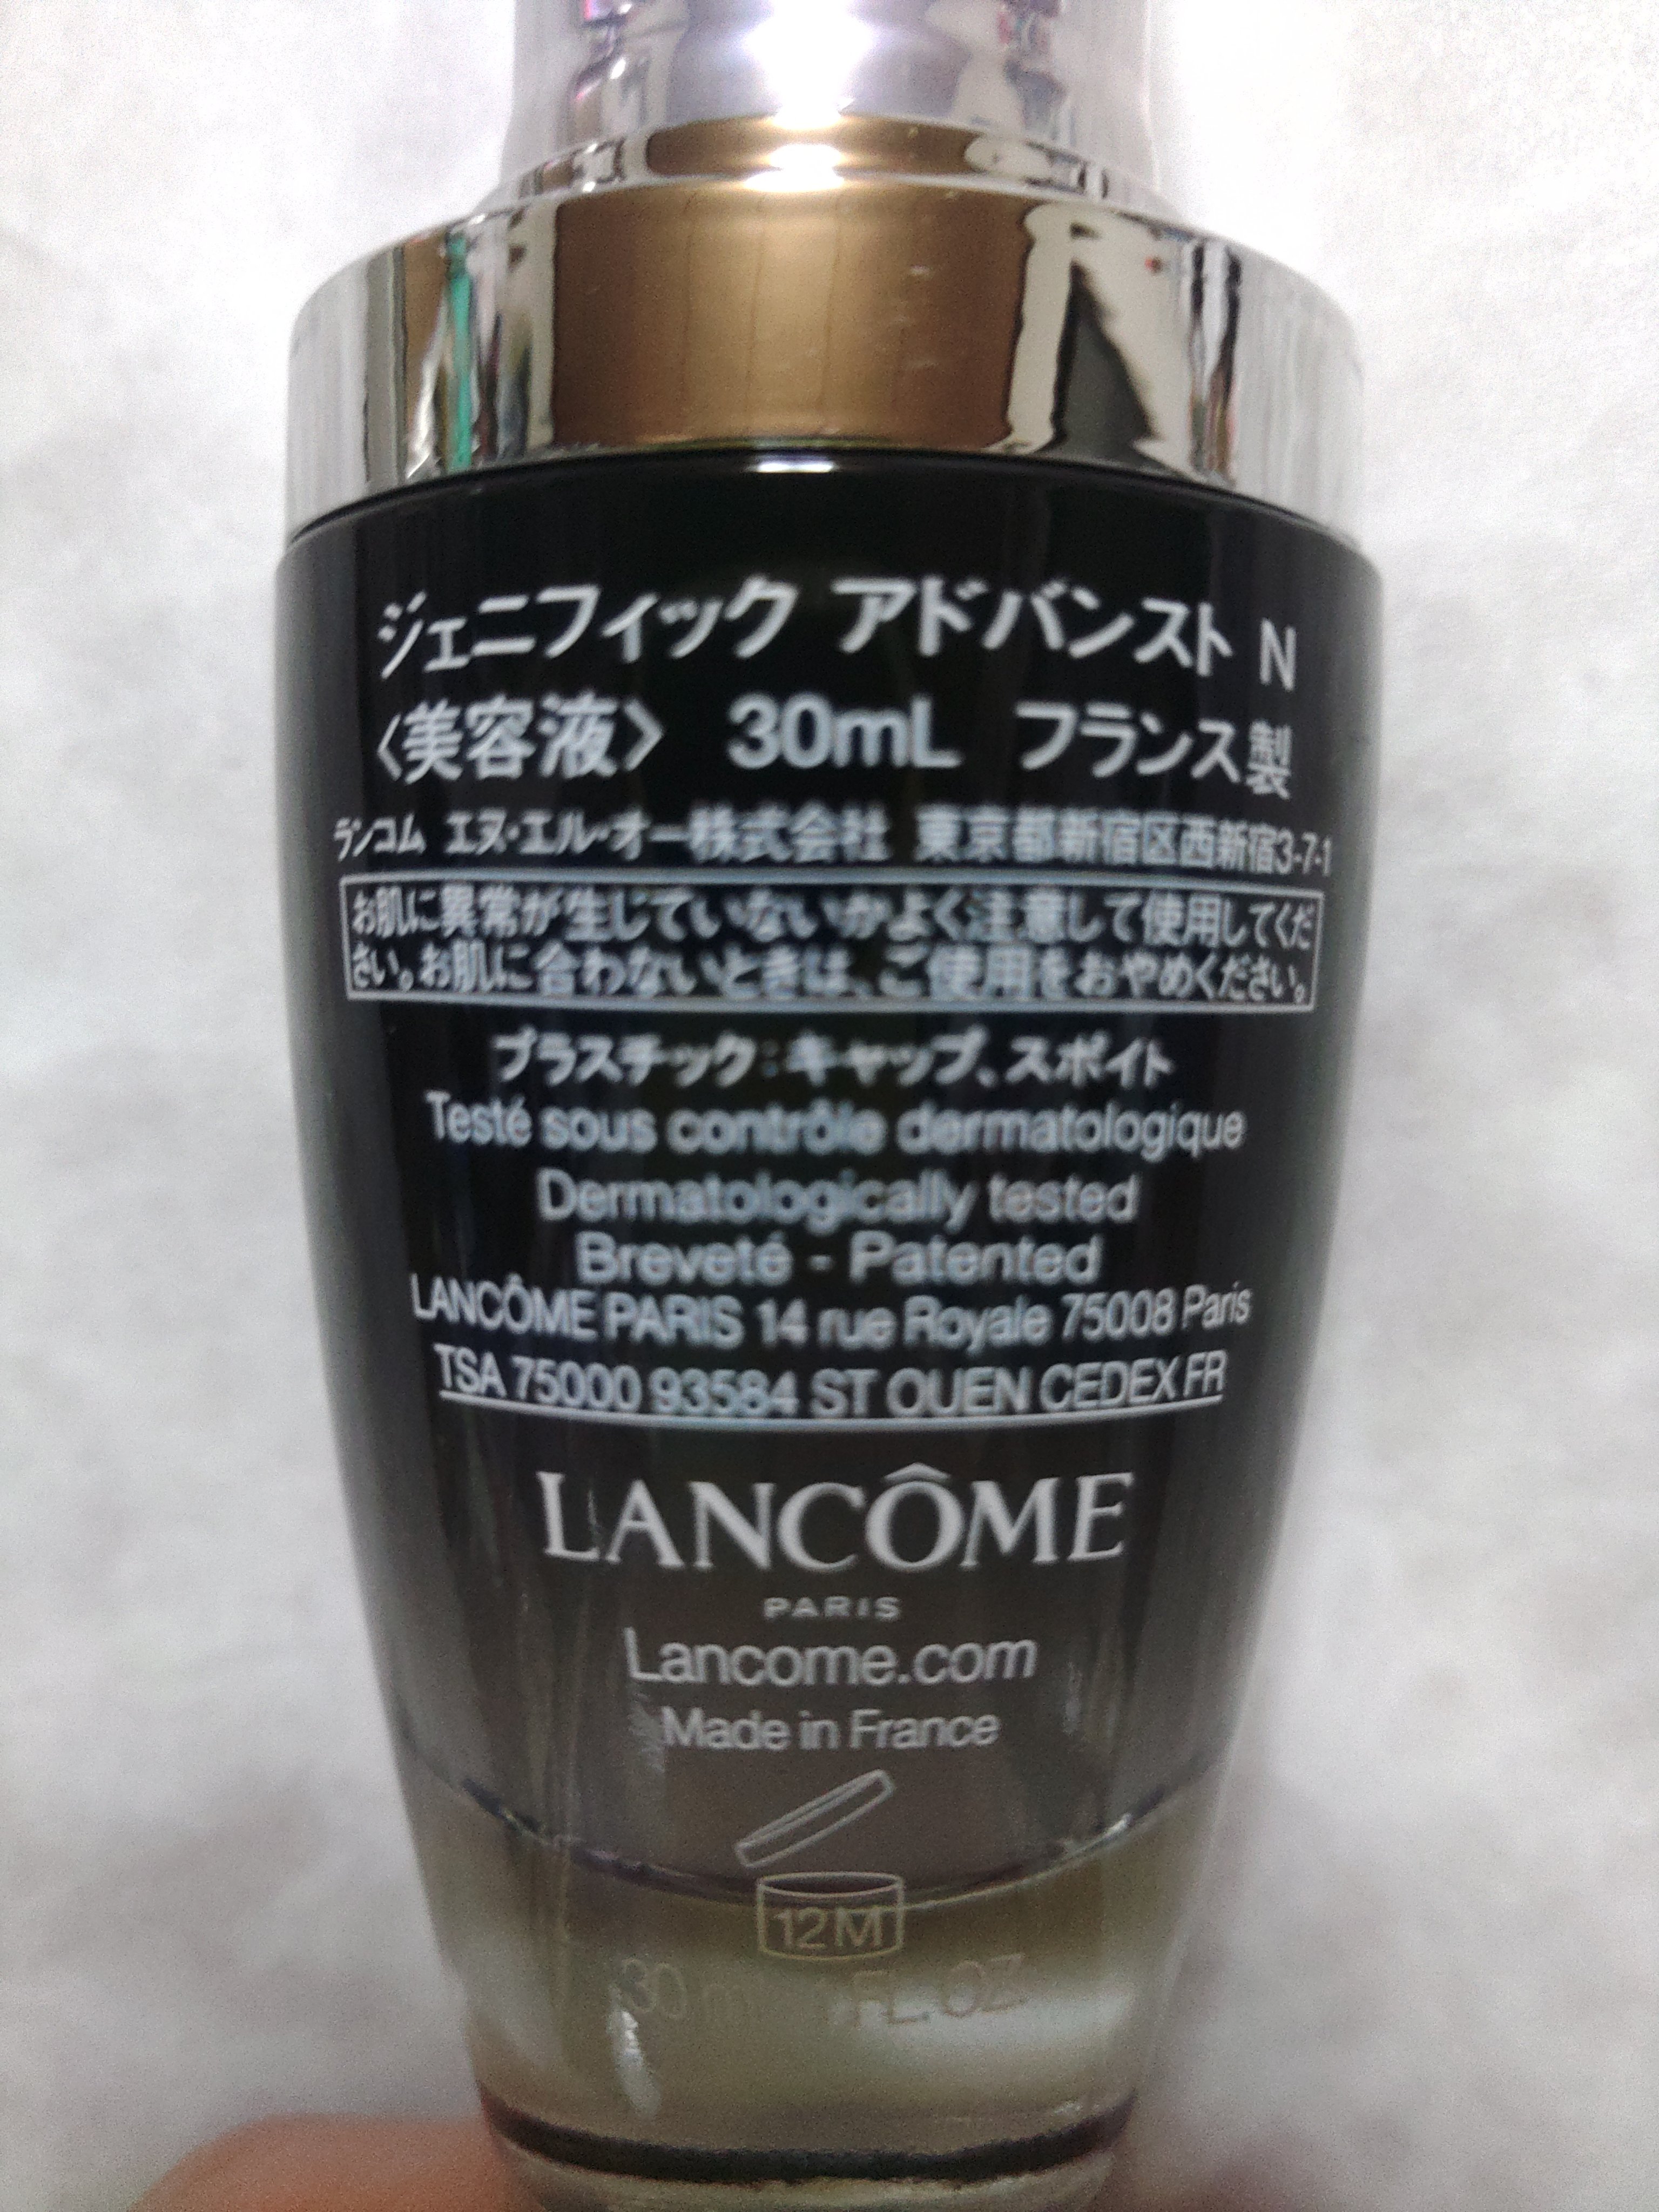 ジェニフィック アドバンスト N
〈美容液〉 30mL フランス製
ランコム エヌ・エル・オー株式会社 東京都新宿区西新宿3-7-1
お肌に異常が生じていないかよく注意して使用してくだ
さい。お肌に合わないときは、ご使用をおやめください。
プラスチック：キャップ、スポイト
Testé sous contrôle dermatologique
Dermatologically tested
Breveté - Patented
LANCÔME PARIS 14 rue Royale 75008 Paris
TSA 75000 93584 ST OUEN CEDEX FR
LANCÔME
PARIS
Lancome.com
Made in France
12M
30 ml 1 FL.OZ.